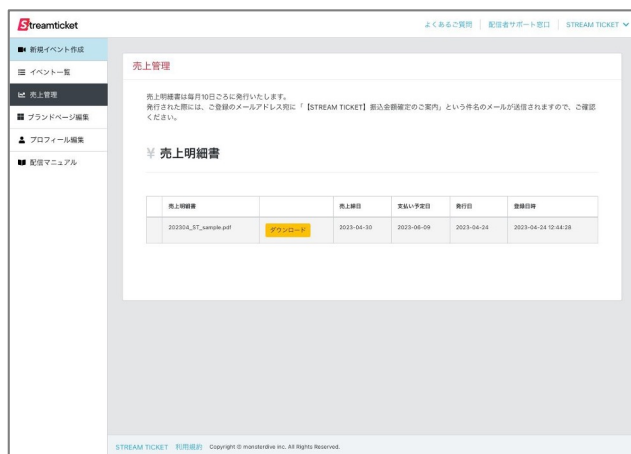 Streamticket
よくあるご質問
配信者サポート窓口
STREAM TICKET
新規イベント作成
イベント一覧
売上管理
ブランドページ編集
プロフィール編集
配信マニュアル
売上管理
売上明細書は毎月10日ごろに発行いたします。
発行された際には、ご登録のメールアドレス宛に「【STREAM TICKET】振込金額確定のご案内」という件名のメールが送信されますので、ご確認
ください。
¥ 売上明細書
売上明細書 売上締日 支払い予定日 発行日 登録日時
202304_ST_sample.pdf ダウンロード 2023-04-30 2023-06-09 2023-04-24 2023-04-24 12:44:28
STREAM TICKET 利用規約 Copyright © monsterdive inc. All Rights Reserved.